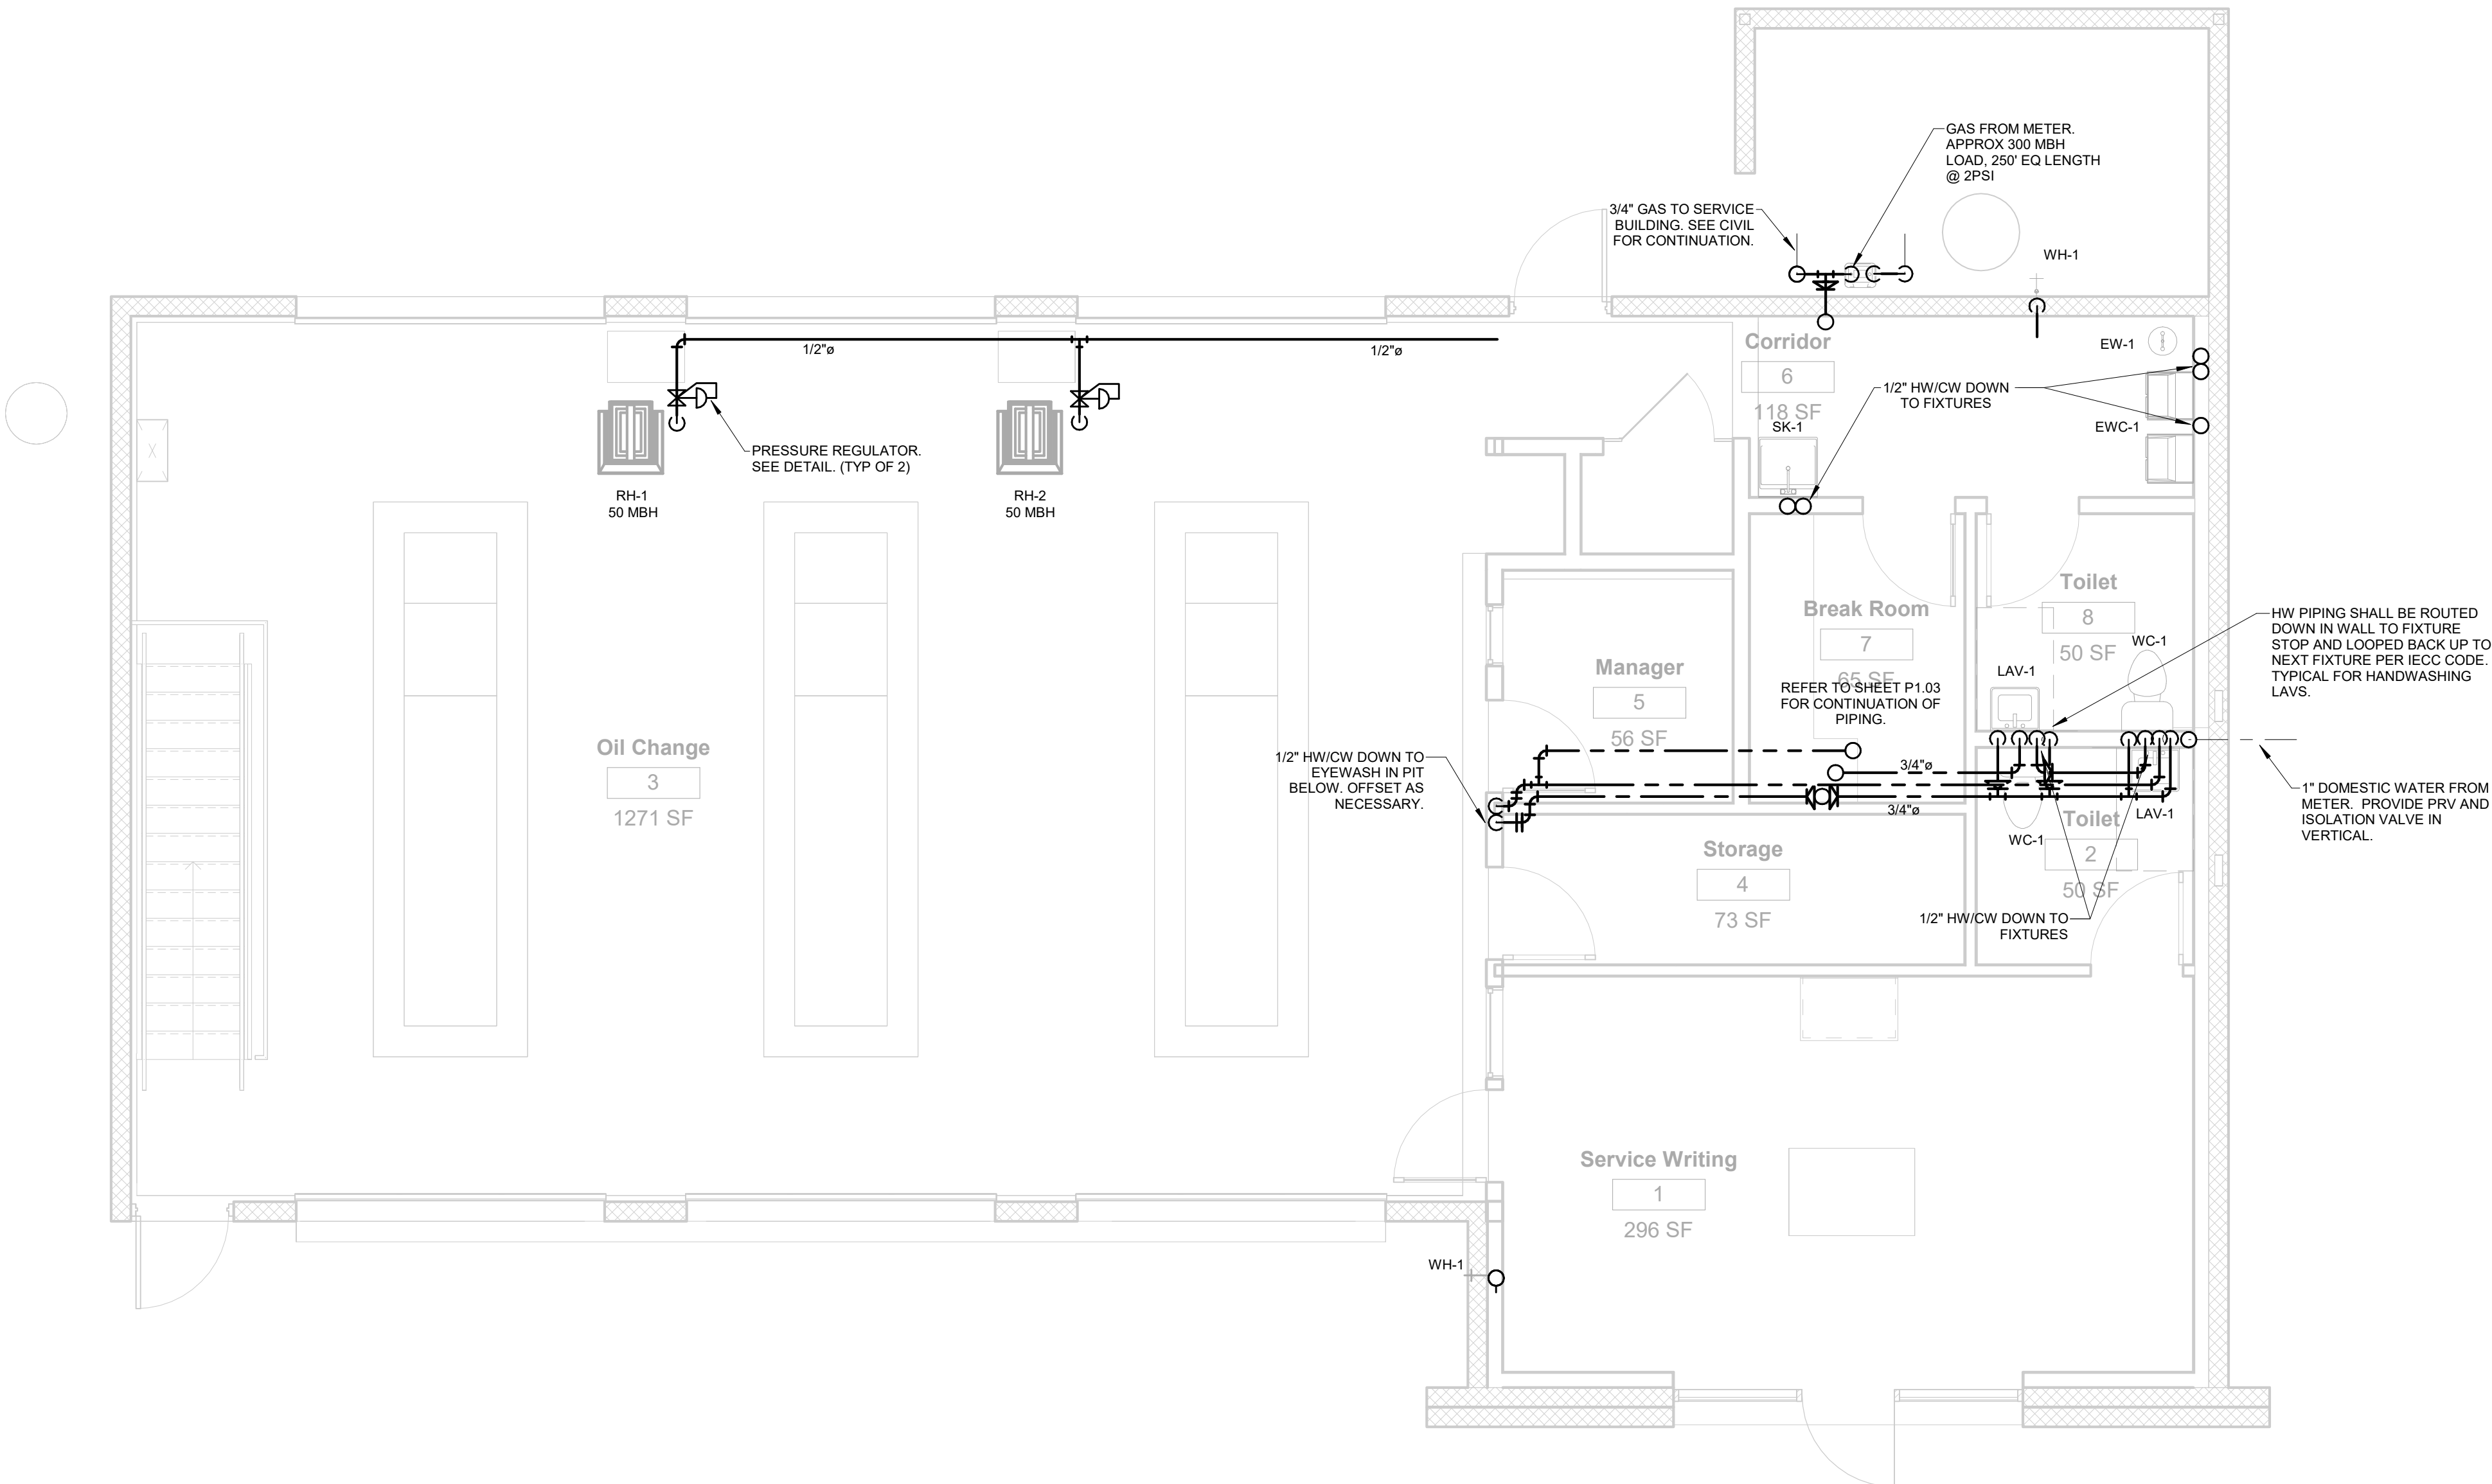 GAS FROM METER.
APPROX 300 MBH
LOAD, 250' EQ LENGTH
@ 2PSI
3/4" GAS TO SERVICE
BUILDING. SEE CIVIL
FOR CONTINUATION.
WH-1
1/2"ø
1/2"ø
Corridor
6
118 SF
SK-1
EW-1
1/2" HW/CW DOWN
TO FIXTURES
EWC-1
PRESSURE REGULATOR.
SEE DETAIL. (TYP OF 2)
RH-1
50 MBH
RH-2
50 MBH
Toilet
8
50 SF
WC-1
LAV-1
HW PIPING SHALL BE ROUTED
DOWN IN WALL TO FIXTURE
STOP AND LOOPED BACK UP TO
NEXT FIXTURE PER IECC CODE.
TYPICAL FOR HANDWASHING
LAVS.
Break Room
7
65 SF
REFER TO SHEET P1.03
FOR CONTINUATION OF
PIPING.
Manager
5
56 SF
Oil Change
3
1271 SF
1/2" HW/CW DOWN TO
EYEWASH IN PIT
BELOW. OFFSET AS
NECESSARY.
3/4"ø
3/4"ø
1" DOMESTIC WATER FROM
METER. PROVIDE PRV AND
ISOLATION VALVE IN
VERTICAL.
LAV-1
Toilet
2
50 SF
WC-1
Storage
4
73 SF
1/2" HW/CW DOWN TO
FIXTURES
Service Writing
1
296 SF
WH-1